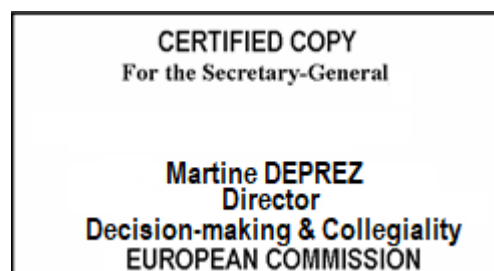 CERTIFIED COPY
For the Secretary-General
Martine DEPREZ
Director
Decision-making & Collegiality
EUROPEAN COMMISSION